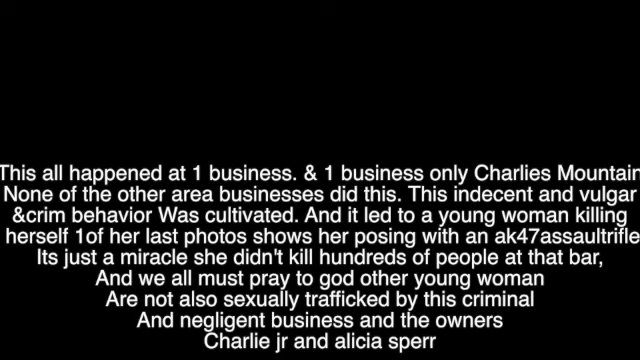 This all happened at 1 business. & 1 business only Charlies Mountain
None of the other area businesses did this. This indecent and vulgar
&crim behavior Was cultivated. And it led to a young woman killing
herself 1of her last photos shows her posing with an ak47assaultrifle
Its just a miracle she didn't kill hundreds of people at that bar,
And we all must pray to god other young woman
Are not also sexually trafficked by this criminal
And negligent business and the owners
Charlie jr and alicia sperr